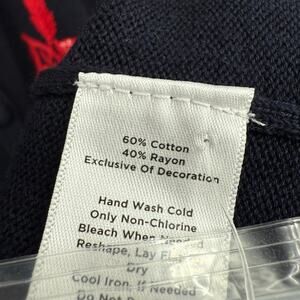 60% Cotton
40% Rayon
Exclusive Of Decoration
Hand Wash Cold
Only Non-Chlorine
Bleach When Needed
Reshape, Lay Flat
Dry
Cool Iron, If Needed
Do Not